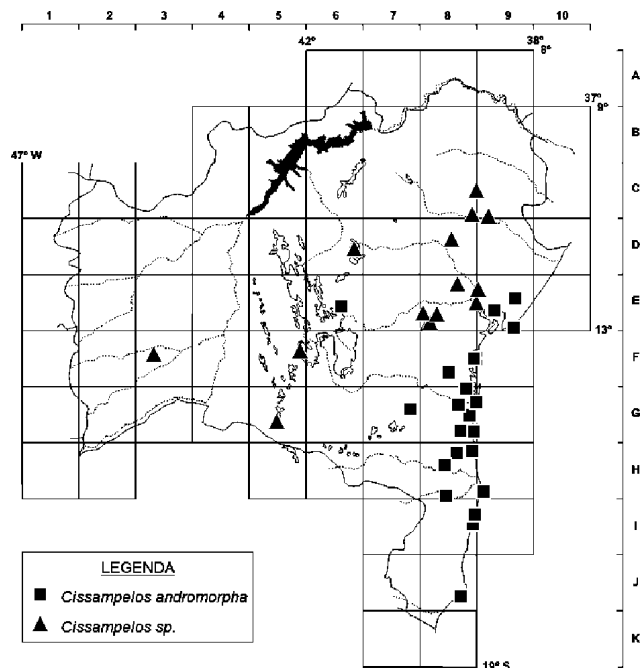 1 2 3 4 5 6 7 8 9 10
42° 38°
8°
A
37°
9°
B
47° W
C
D
E
13°
F
G
H
I
LEGENDA
Cissampelos andromorpha
J
Cissampelos sp.
K
19° S